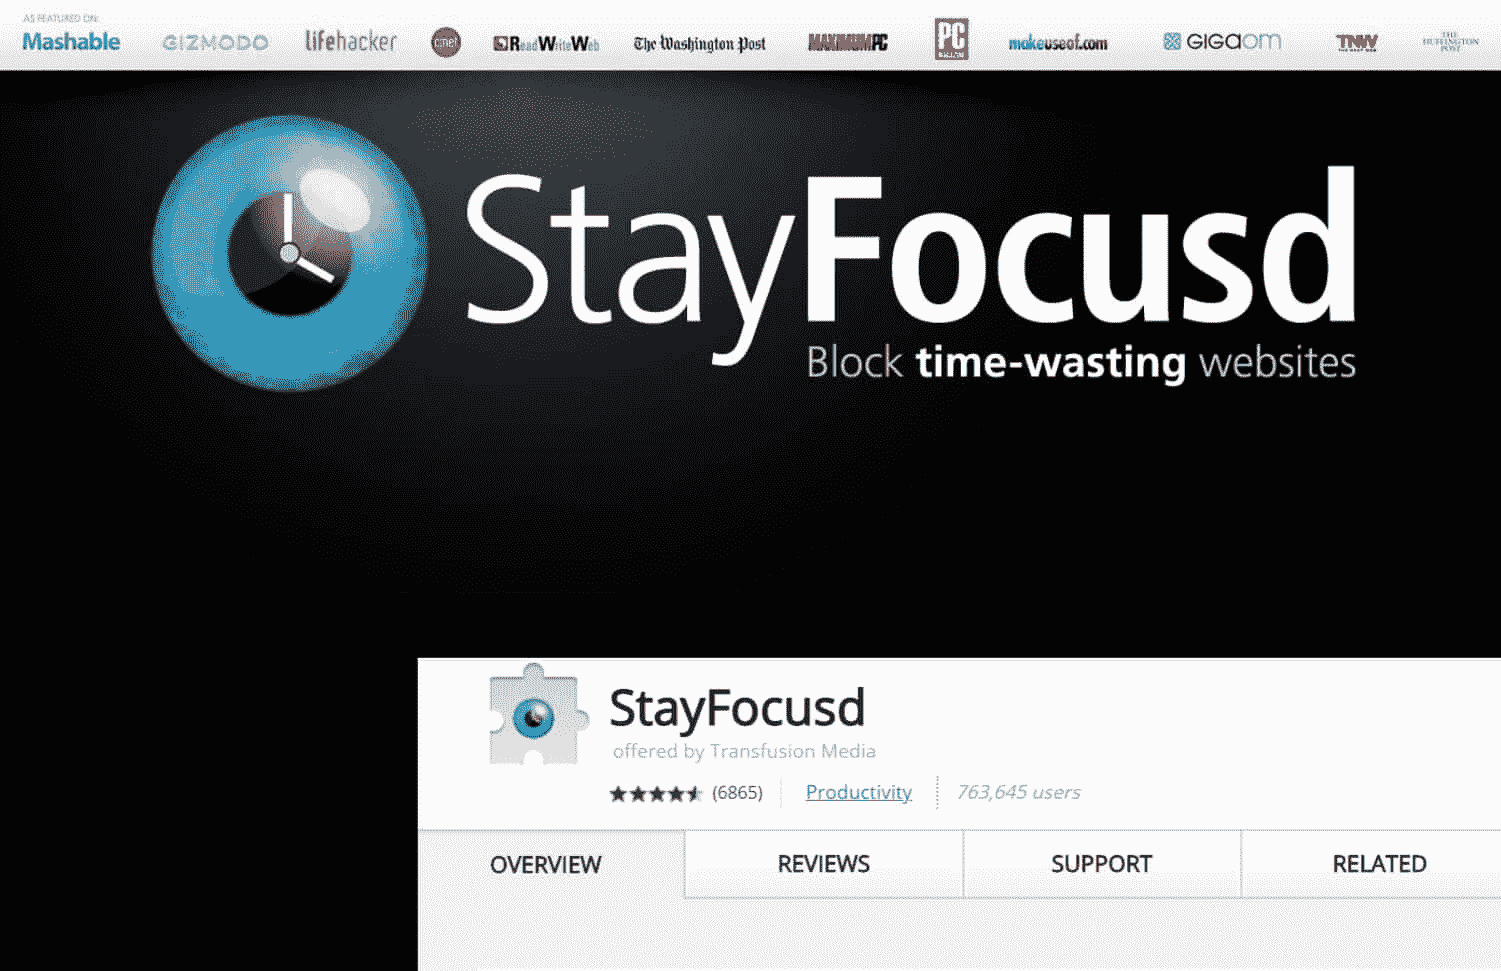 AS FEATURED ON:
Mashable GIZMODO lifehacker cnet ReadWriteWeb The Washington Post MAXIMUMPC PC makeuseof.com GIGAOM TNW THE HUFFINGTON POST
StayFocusd
Block time-wasting websites
StayFocusd
offered by Transfusion Media
(6865) Productivity 763,645 users
OVERVIEW REVIEWS SUPPORT RELATED